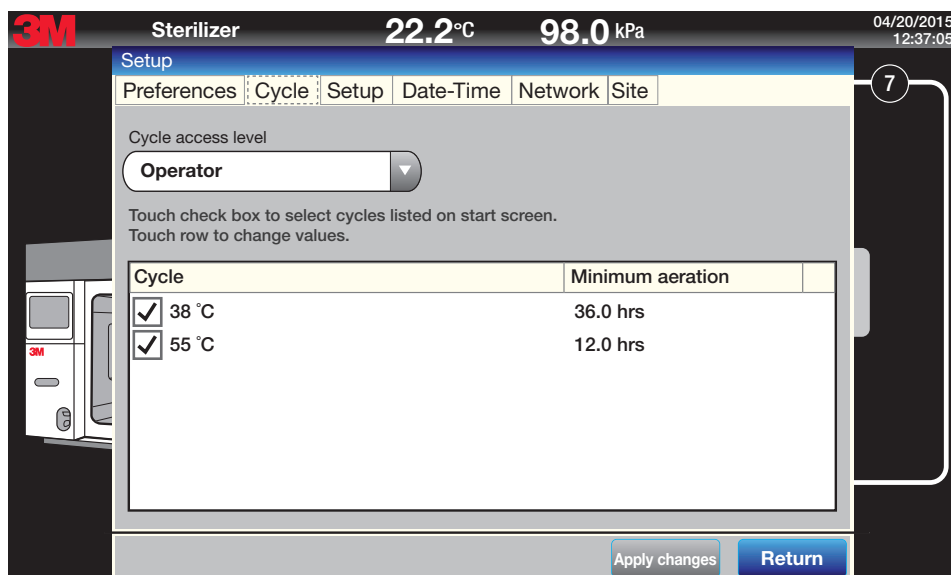 3M Sterilizer 22.2°C 98.0 kPa 04/20/2015
12:37:05
Setup
Preferences Cycle Setup Date-Time Network Site
7
Cycle access level
Operator
Touch check box to select cycles listed on start screen.
Touch row to change values.
Cycle Minimum aeration
38 °C 36.0 hrs
55 °C 12.0 hrs
3M
Apply changes Return